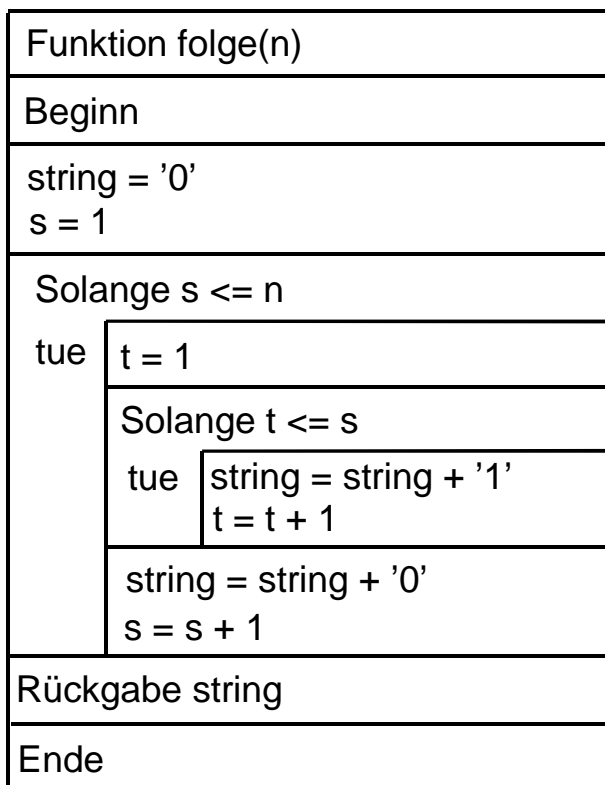 Funktion folge(n)
Beginn
string = ’0’
s = 1
Solange s <= n
tue
t = 1
Solange t <= s
tue
string = string + ’1’
t = t + 1
string = string + ’0’
s = s + 1
Rückgabe string
Ende